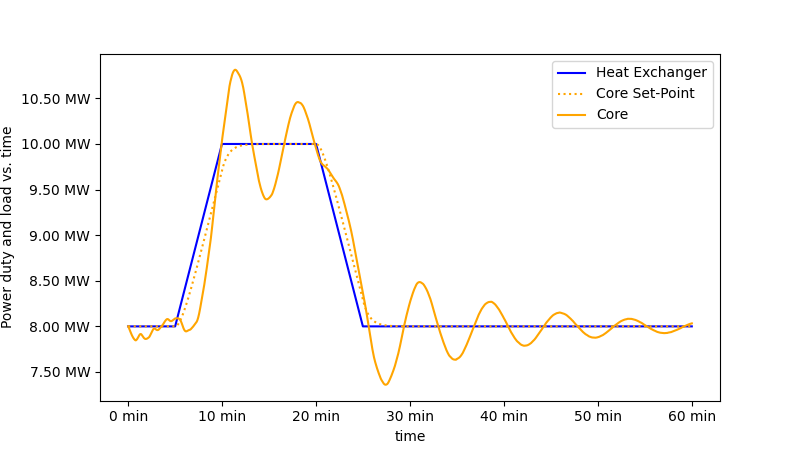 Heat Exchanger
Core Set-Point
Core
10.50 MW
10.00 MW
9.50 MW
9.00 MW
8.50 MW
8.00 MW
7.50 MW
Power duty and load vs. time
0 min
10 min
20 min
30 min
40 min
50 min
60 min
time